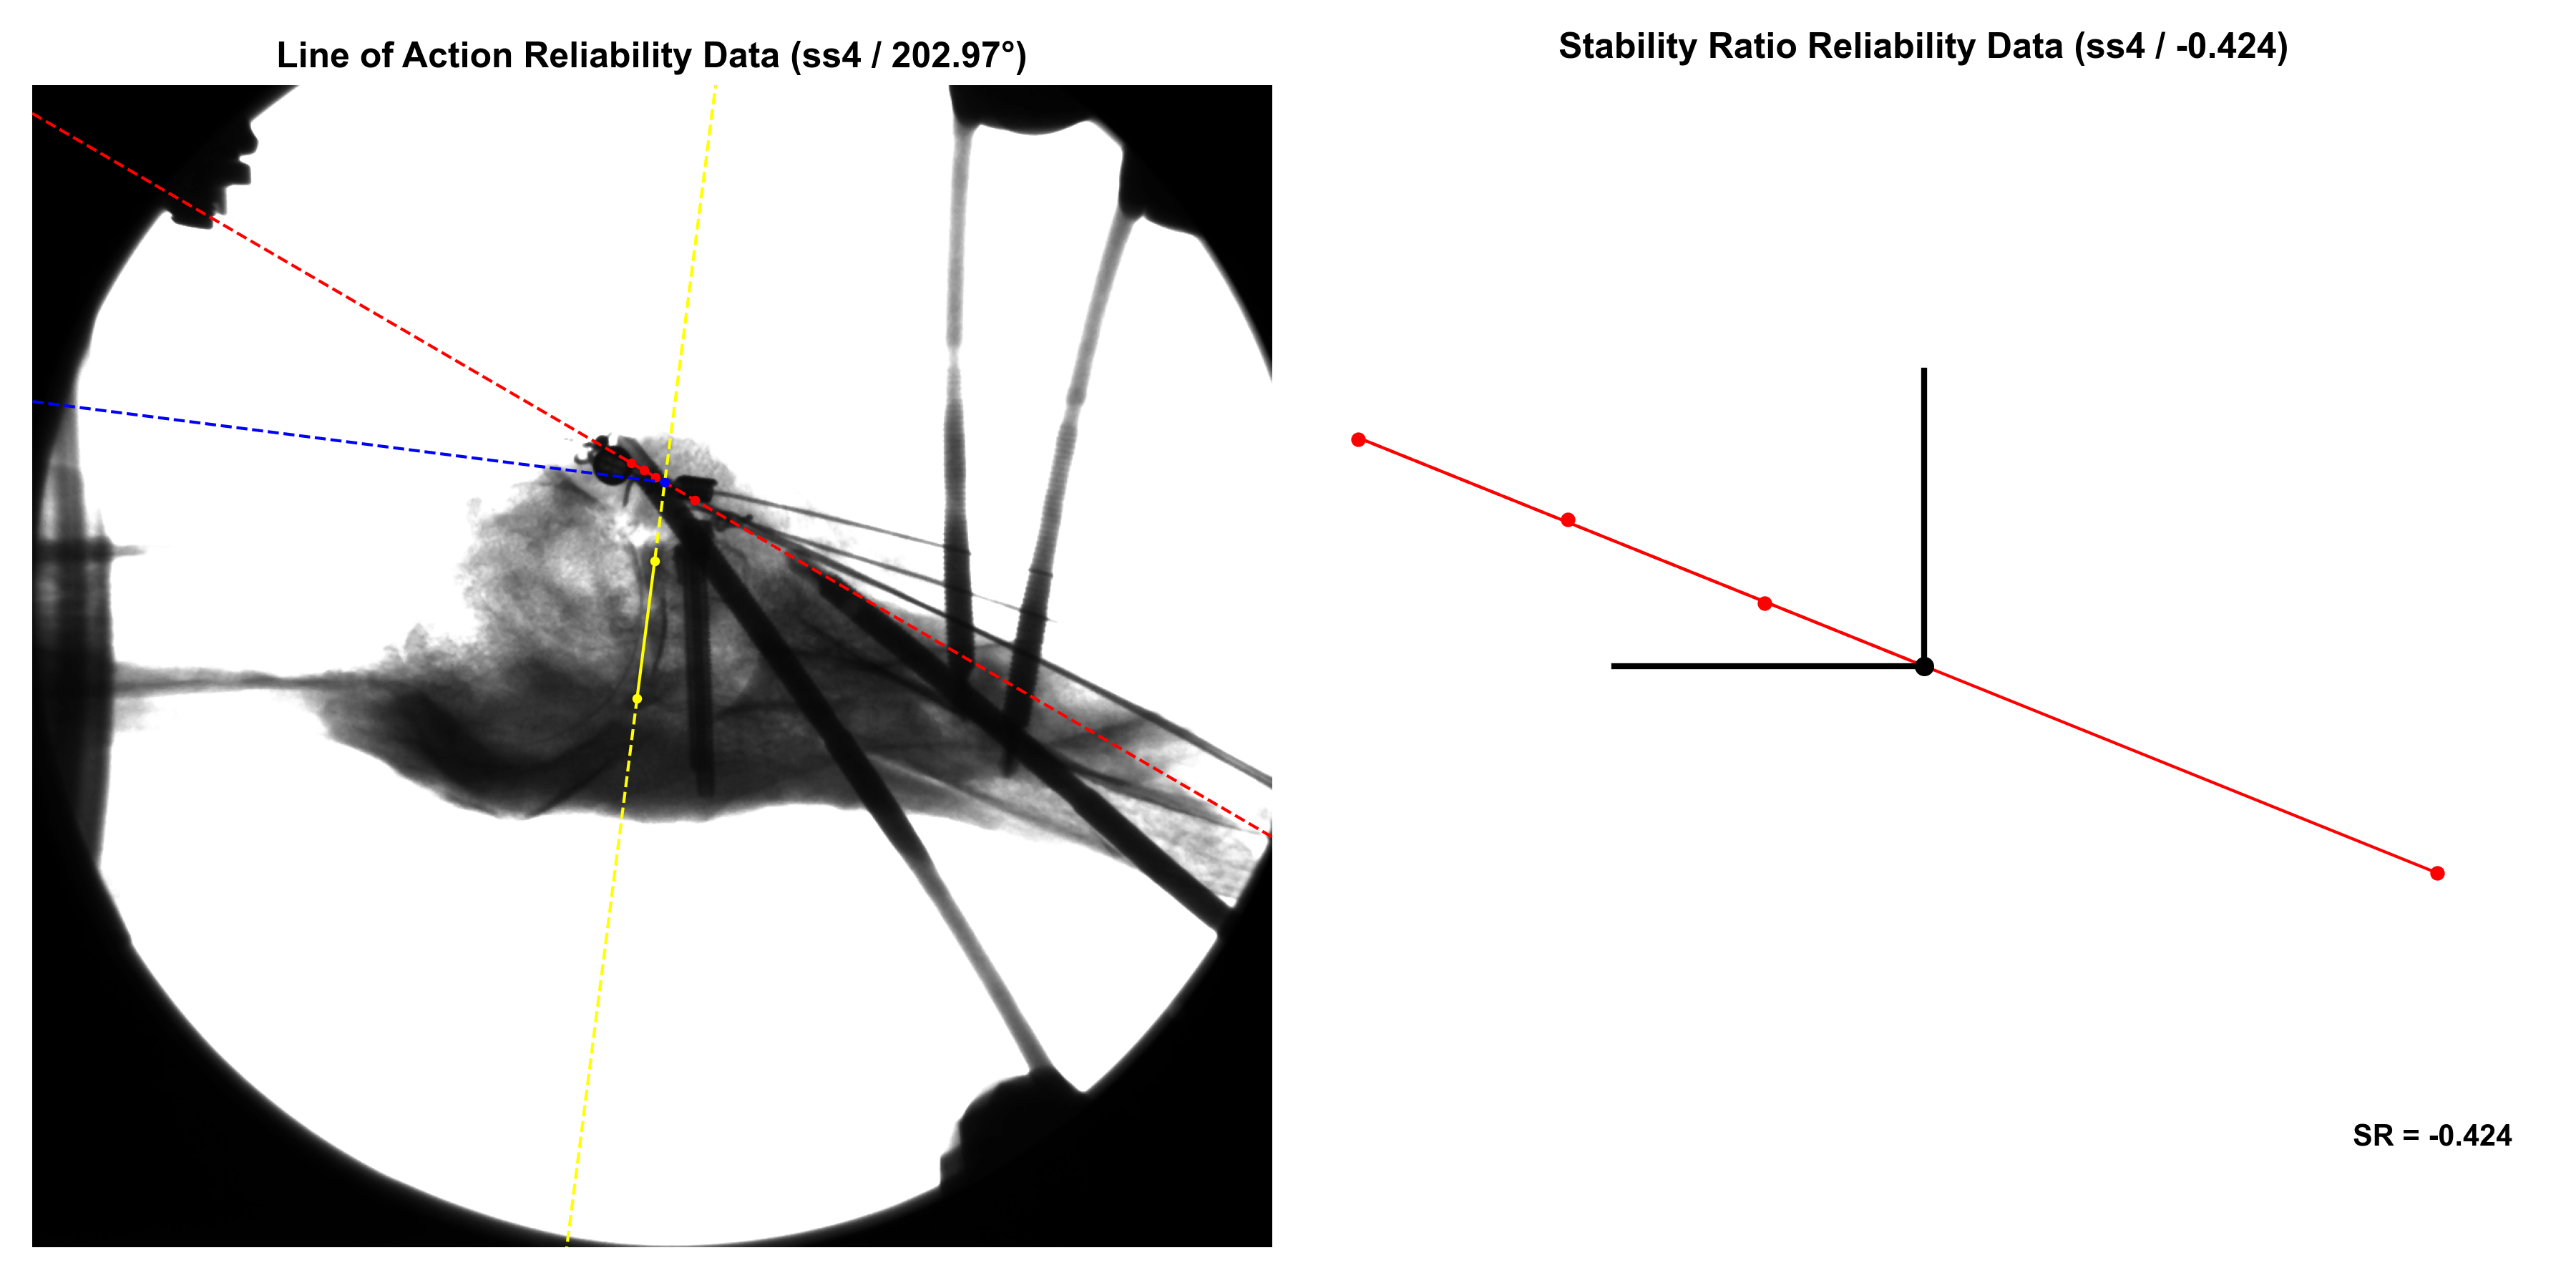 Line of Action Reliability Data (ss4 / 202.97°)
Stability Ratio Reliability Data (ss4 / -0.424)
SR = -0.424